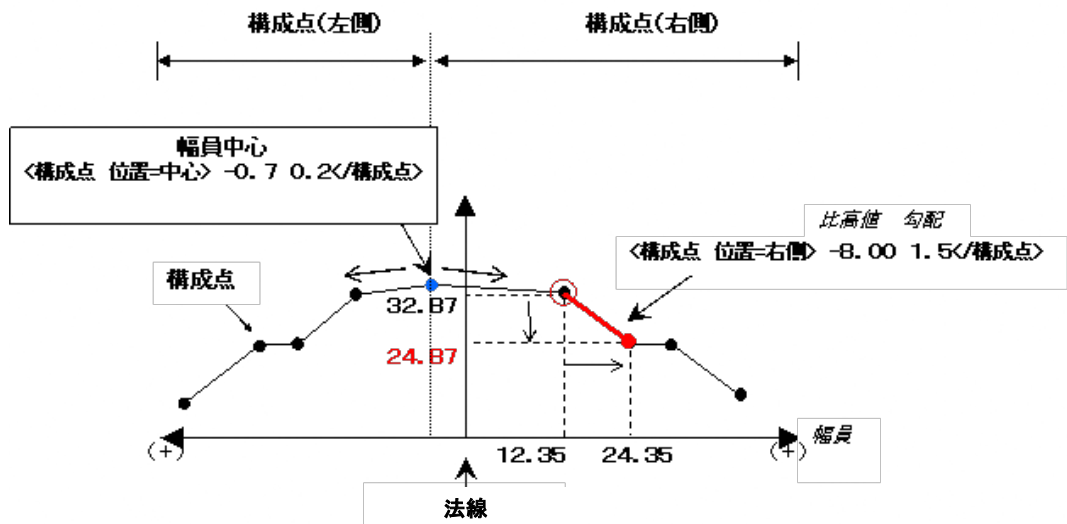 構成点(左側)
構成点(右側)
幅員中心
<構成点 位置=中心> -0.7 0.2</構成点>
比高値 勾配
<構成点 位置=右側> -8.00 1.5</構成点>
構成点
32.87
24.87
(+)
12.35
24.35
(+)
幅員
法線